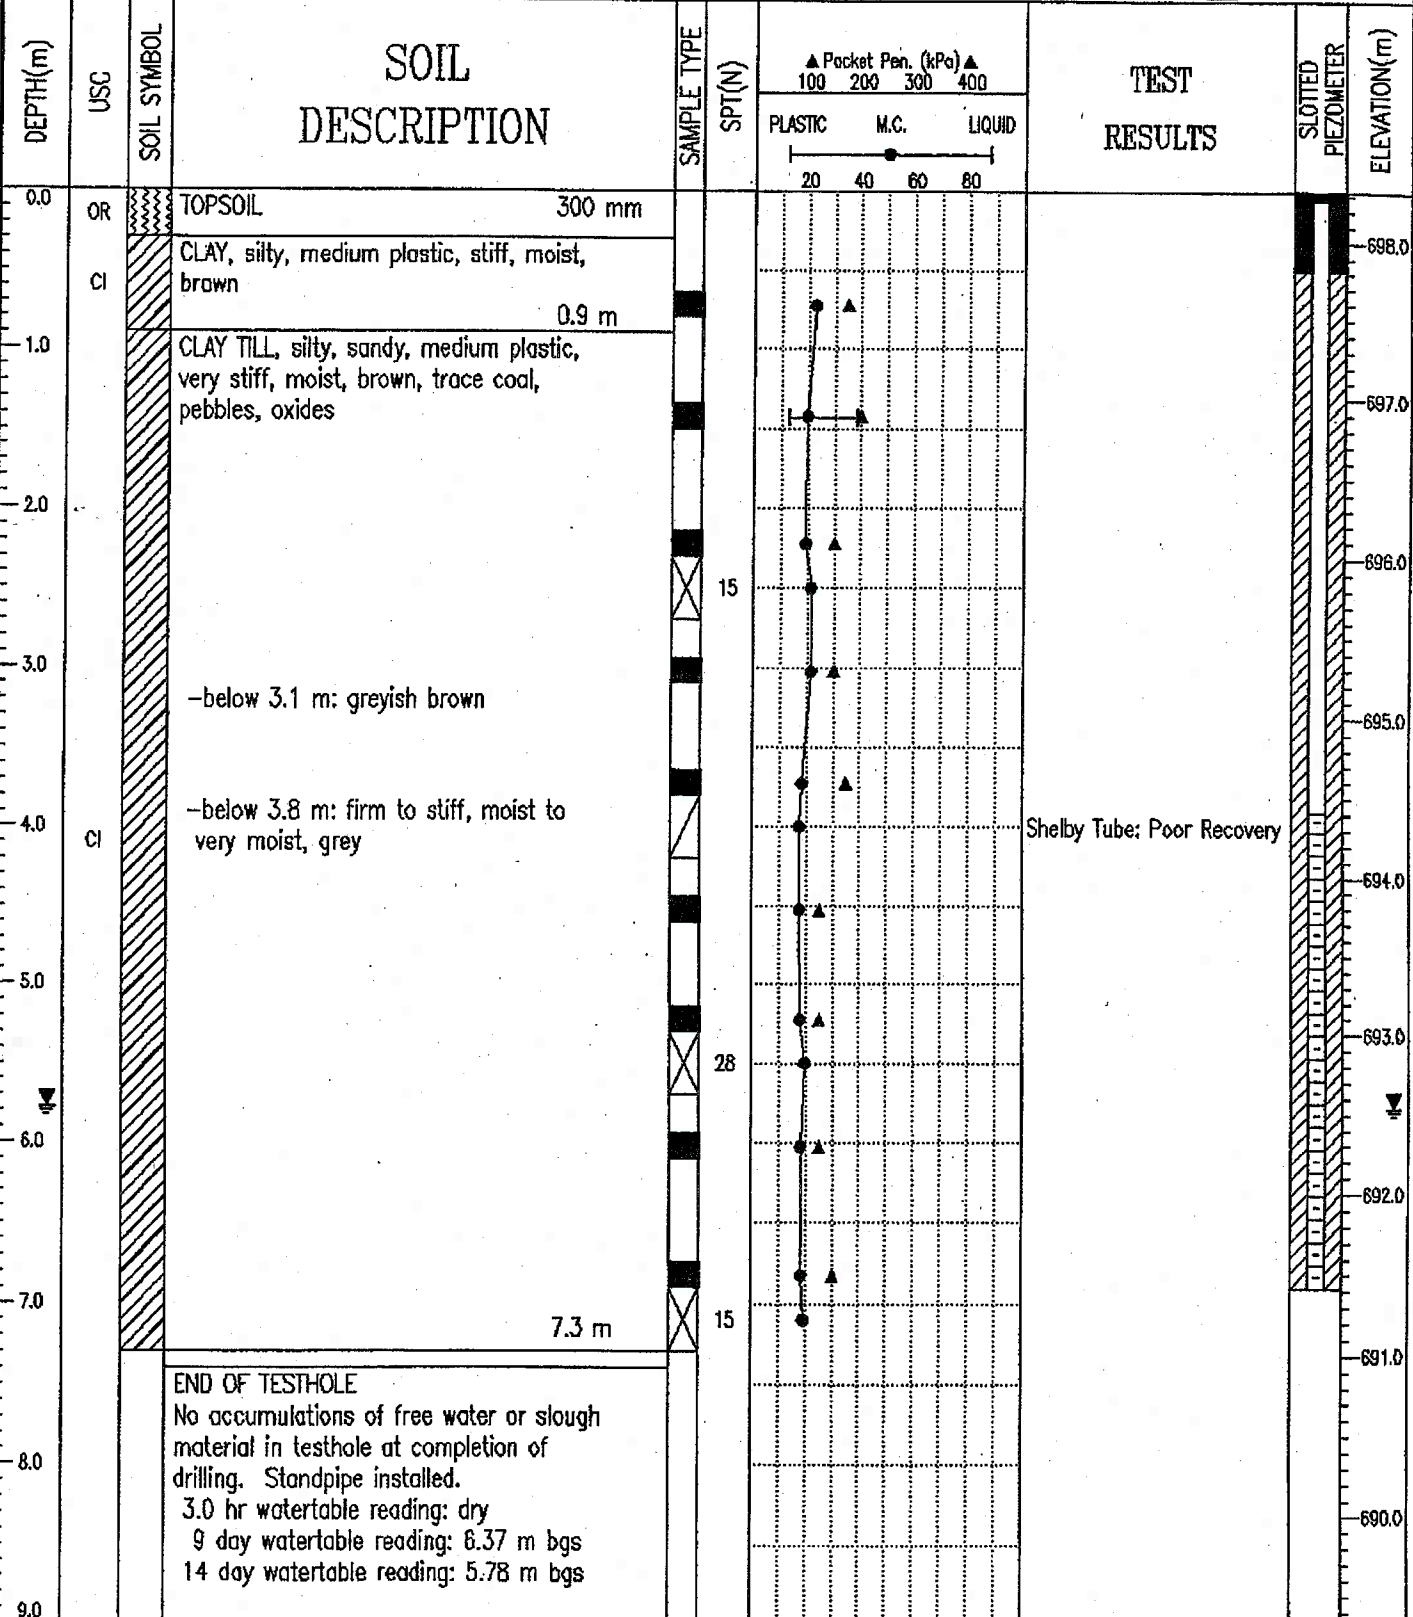 DEPTH(m)
USC
SOIL SYMBOL
SOIL
DESCRIPTION
SAMPLE TYPE
SPT(N)
▲ Pocket Pen. (kPa) ▲
100 200 300 400
PLASTIC M.C. LIQUID
20 40 60 80
TEST
RESULTS
SLOTTED
PIEZOMETER
ELEVATION(m)
0.0
OR
TOPSOIL 300 mm
698.0
CI
CLAY, silty, medium plastic, stiff, moist,
brown
0.9 m
1.0
CLAY TILL, silty, sandy, medium plastic,
very stiff, moist, brown, trace coal,
pebbles, oxides
697.0
2.0
696.0
15
3.0
-below 3.1 m: greyish brown
695.0
-below 3.8 m: firm to stiff, moist to
very moist, grey
4.0
CI
Shelby Tube: Poor Recovery
694.0
5.0
693.0
28
6.0
692.0
7.0
15
7.3 m
691.0
END OF TESTHOLE
No accumulations of free water or slough
material in testhole at completion of
drilling. Standpipe installed.
8.0
3.0 hr watertable reading: dry
690.0
9 day watertable reading: 6.37 m bgs
14 day watertable reading: 5.78 m bgs
9.0